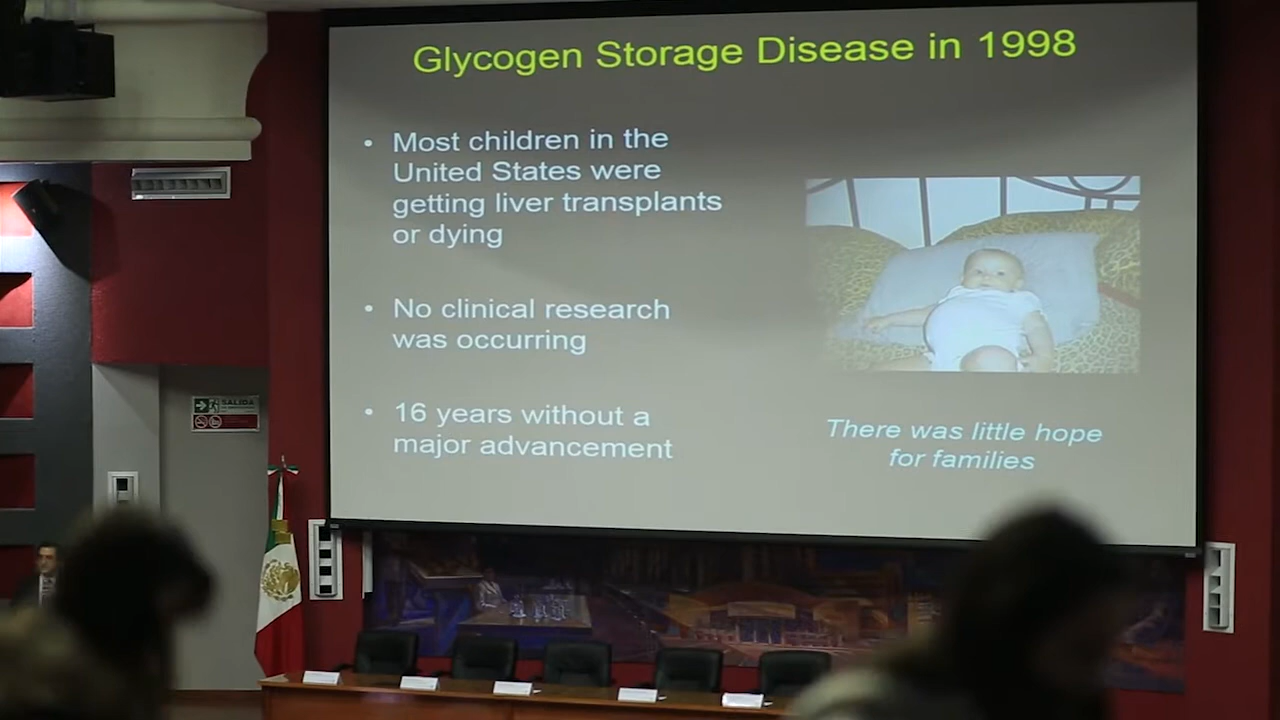 Glycogen Storage Disease in 1998
• Most children in the
United States were
getting liver transplants
or dying
• No clinical research
was occurring
• 16 years without a
major advancement
There was little hope
for families
SALIDA